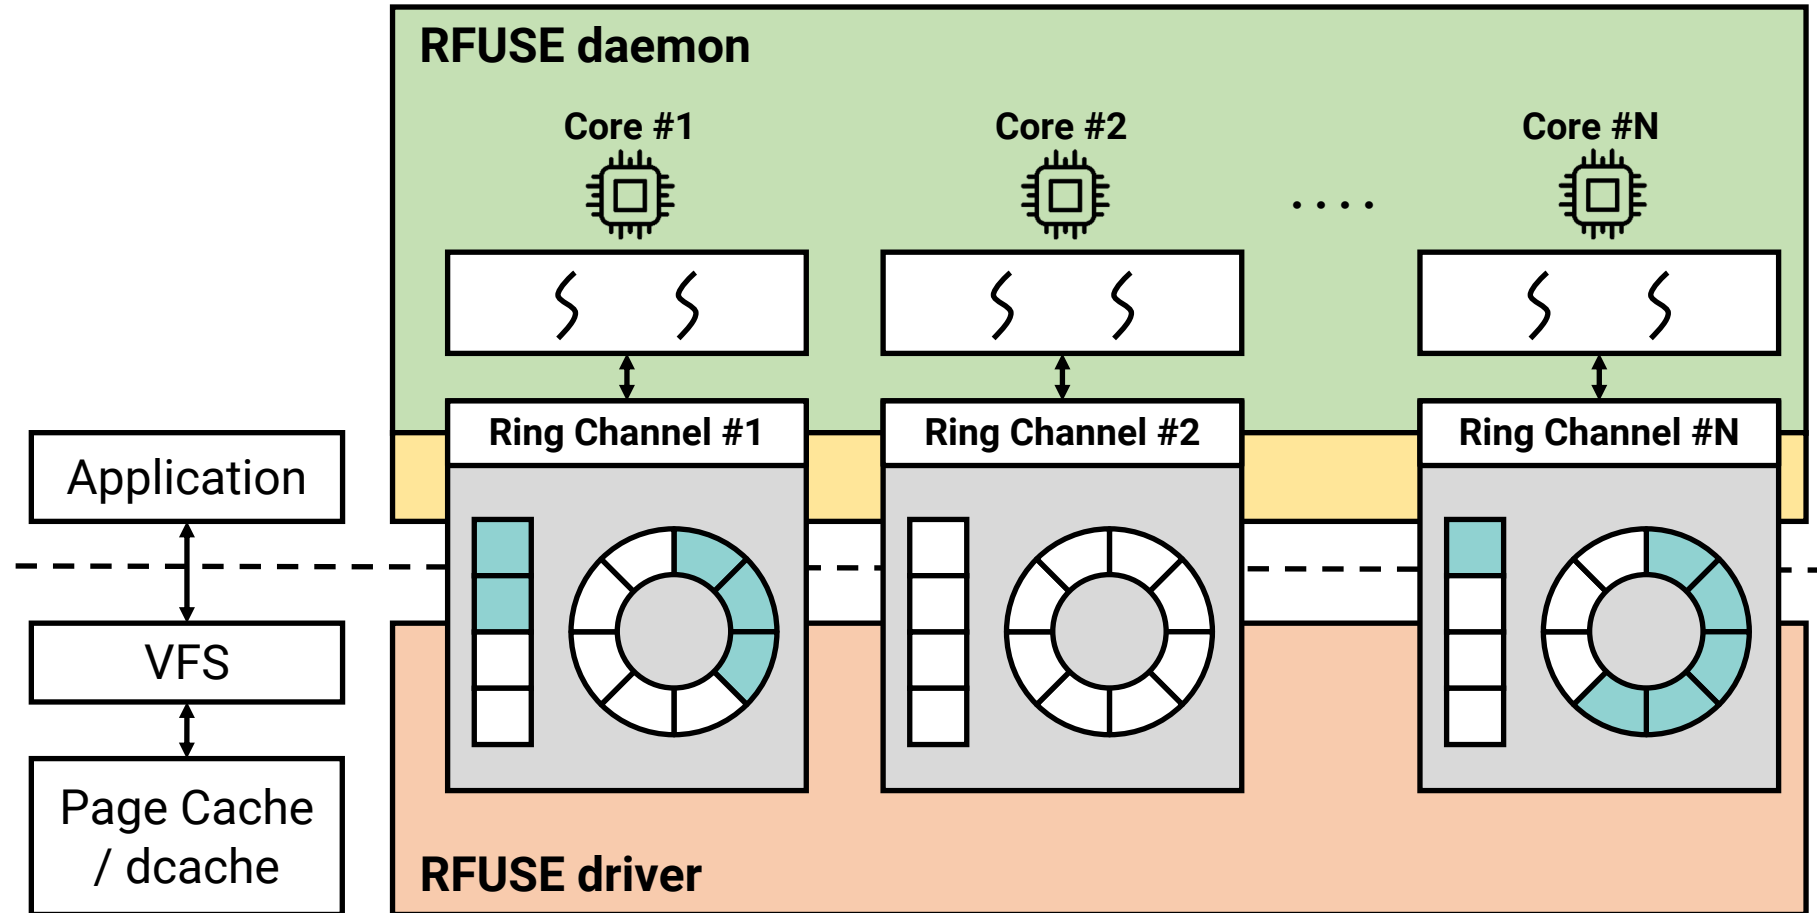 RFUSE daemon
Core #1
Core #2
Core #N
....
Ring Channel #1
Ring Channel #2
Ring Channel #N
Application
VFS
Page Cache
/ dcache
RFUSE driver